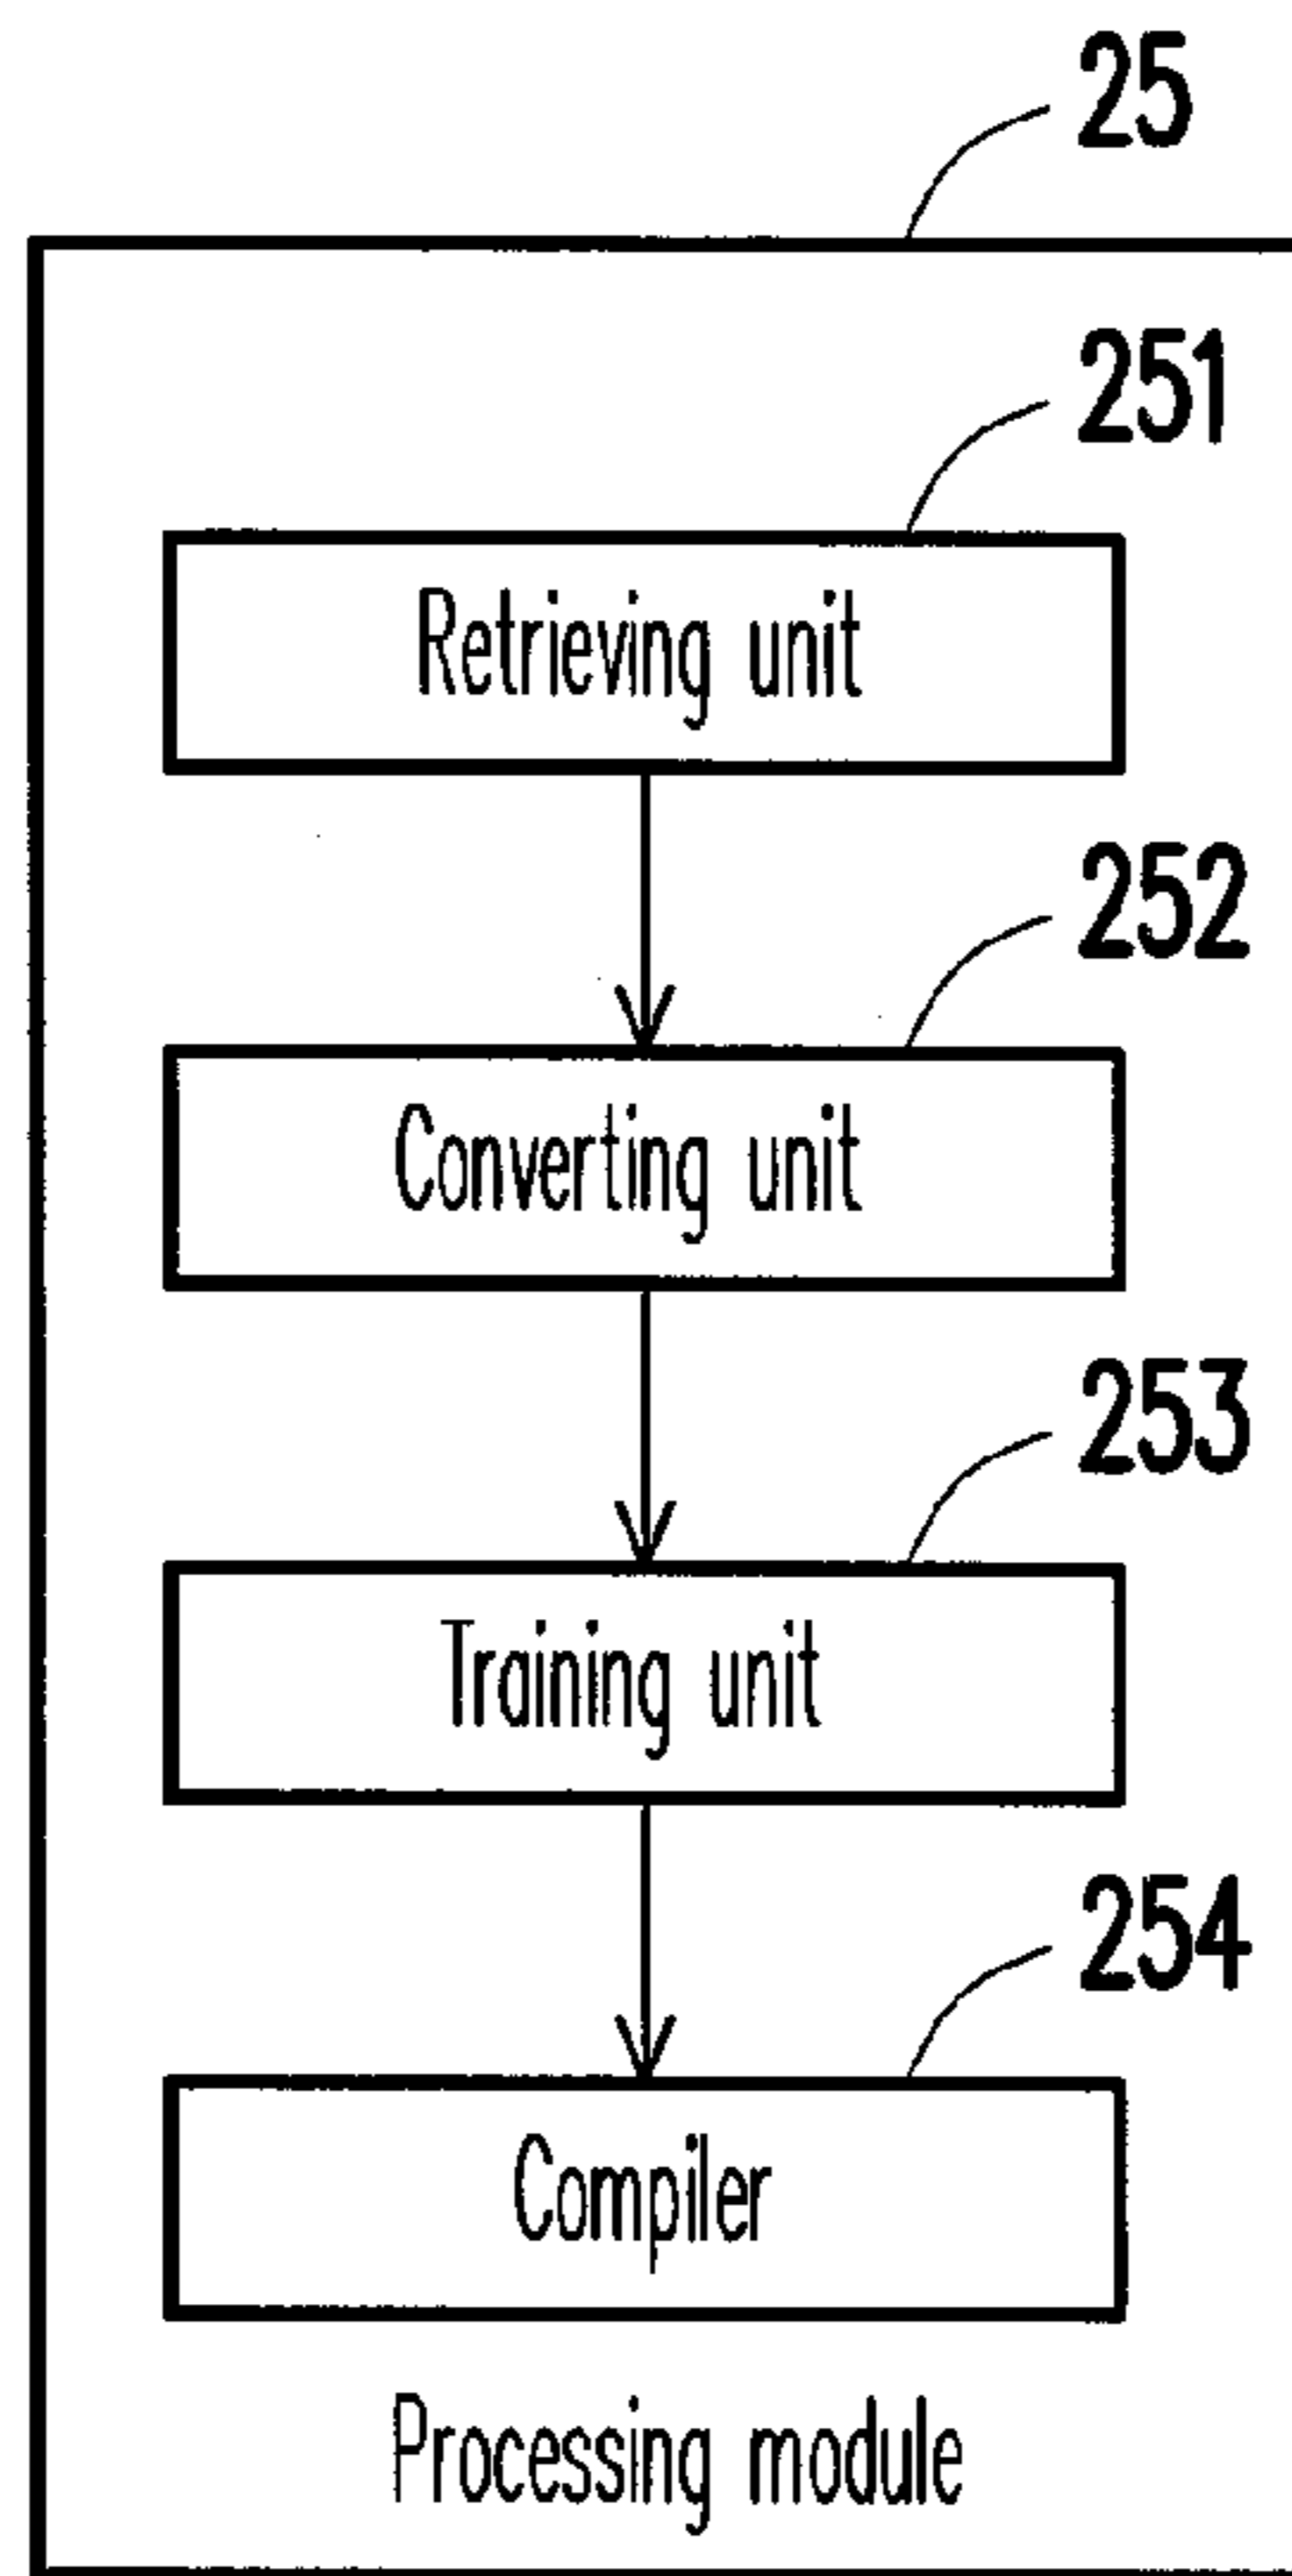 25
251
Retrieving unit
252
Converting unit
253
Training unit
254
Compiler
Processing module